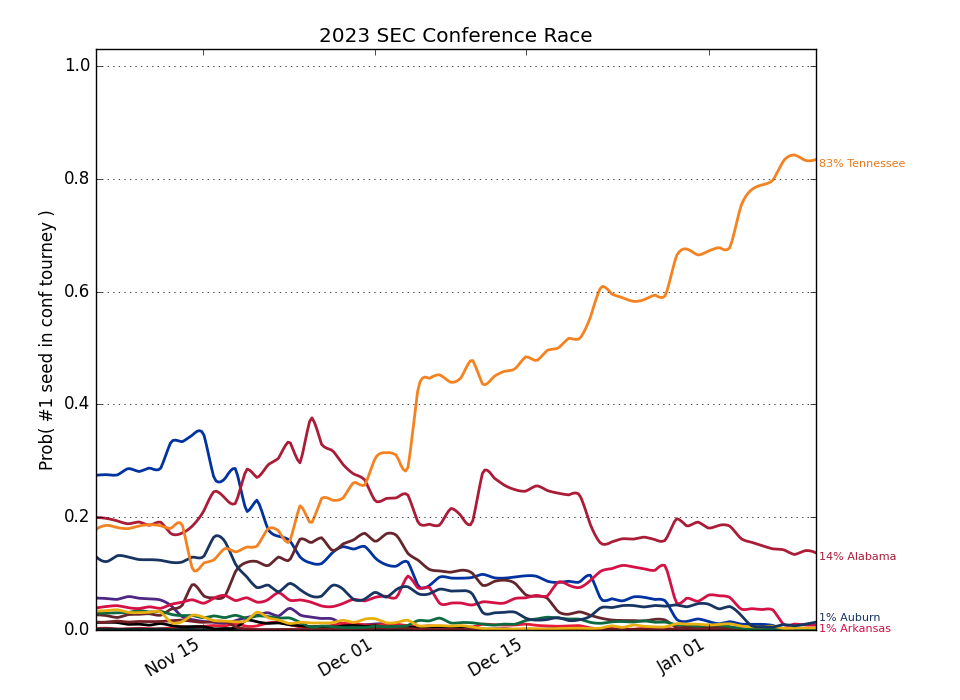 2023 SEC Conference Race
Prob( #1 seed in conf tourney )
1.0
0.8
0.6
0.4
0.2
0.0
Nov 15
Dec 01
Dec 15
Jan 01
83% Tennessee
14% Alabama
1% Auburn
1% Arkansas